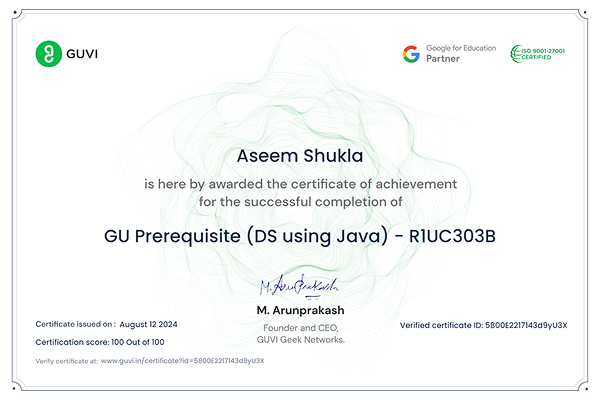 GUVI
Google for Education
Partner
ISO 9001-27001
CERTIFIED
Aseem Shukla
is here by awarded the certificate of achievement
for the successful completion of
GU Prerequisite (DS using Java) - R1UC303B
M. Arunprakash
M. Arunprakash
Founder and CEO,
GUVI Geek Networks.
Certificate issued on : August 12 2024
Verified certificate ID: 5800E2217143d9yU3X
Certification score: 100 Out of 100
Verify certificate at: www.guvi.in/certificate?id=5800E2217143d9yU3X